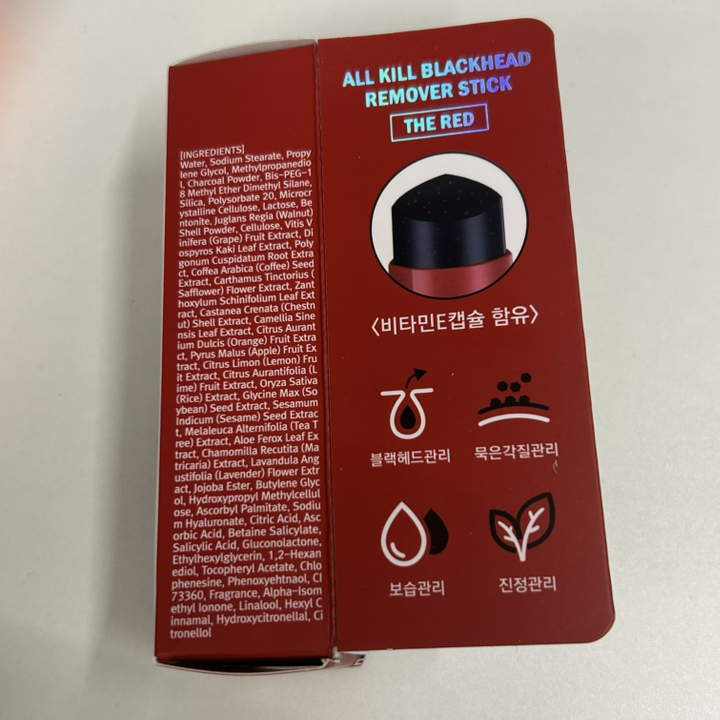 [INGREDIENTS]
Water, Sodium Stearate, Propy
lene Glycol, Methylpropanedio
l, Charcoal Powder, Bis-PEG-1
8 Methyl Ether Dimethyl Silane,
Silica, Polysorbate 20, Microcr
ystalline Cellulose, Lactose, Be
ntonite, Juglans Regia (Walnut)
Shell Powder, Cellulose, Vitis V
inifera (Grape) Fruit Extract, Di
ospyros Kaki Leaf Extract, Poly
gonum Cuspidatum Root Extra
ct, Coffea Arabica (Coffee) Seed
Extract, Carthamus Tinctorius (
Safflower) Flower Extract, Zant
hoxylum Schinifolium Leaf Ext
ract, Castanea Crenata (Chestn
ut) Shell Extract, Camellia Sine
nsis Leaf Extract, Citrus Aurant
ium Dulcis (Orange) Fruit Extra
ct, Pyrus Malus (Apple) Fruit Ex
tract, Citrus Limon (Lemon) Fru
it Extract, Citrus Aurantifolia (L
ime) Fruit Extract, Oryza Sativa
(Rice) Extract, Glycine Max (So
ybean) Seed Extract, Sesamum
Indicum (Sesame) Seed Extrac
t, Melaleuca Alternifolia (Tea T
ree) Extract, Aloe Ferox Leaf Ex
tract, Chamomilla Recutita (Ma
tricaria) Extract, Lavandula Ang
ustifolia (Lavender) Flower Extr
act, Jojoba Ester, Butylene Glyc
ol, Hydroxypropyl Methylcellul
ose, Ascorbyl Palmitate, Sodiu
m Hyaluronate, Citric Acid, Asc
orbic Acid, Betaine Salicylate,
Salicylic Acid, Gluconolactone,
Ethylhexylglycerin, 1,2-Hexan
ediol, Tocopheryl Acetate, Chlo
phenesine, Phenoxyehtnaol, CI
73360, Fragrance, Alpha-Isom
ethyl Ionone, Linalool, Hexyl C
innamal, Hydroxycitronellal, Ci
tronellol
ALL KILL BLACKHEAD
REMOVER STICK
THE RED
〈비타민E캡슐 함유〉
블랙헤드관리 묵은각질관리
보습관리 진정관리